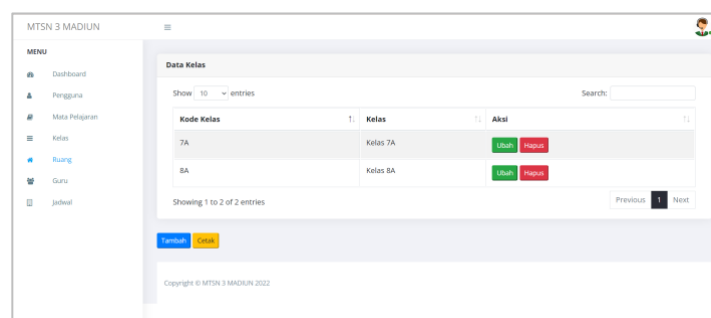 MTSN 3 MADIUN
MENU
Dashboard
Pengguna
Mata Pelajaran
Kelas
Ruang
Guru
Jadwal
Data Kelas
Show 10 entries Search:
Kode Kelas Kelas Aksi
7A Kelas 7A Ubah Hapus
8A Kelas 8A Ubah Hapus
Showing 1 to 2 of 2 entries Previous 1 Next
Tambah Cetak
Copyright © MTSN 3 MADIUN 2022